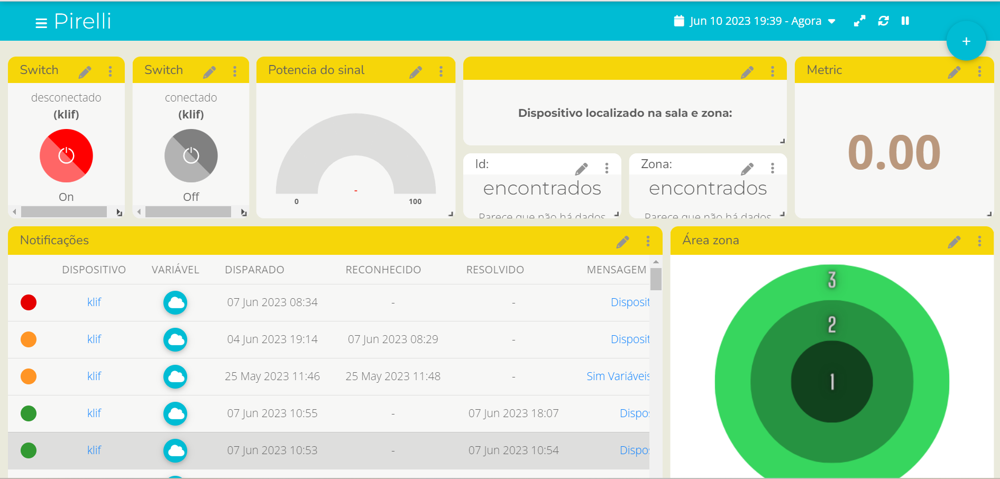 Pirelli
Jun 10 2023 19:39 - Agora
+
Switch
desconectado
(klif)
On
Switch
conectado
(klif)
Off
Potencia do sinal
-
0
100
Dispositivo localizado na sala e zona:
Id:
encontrados
Parece que não há dados
Zona:
encontrados
Parece que não há dados
Metric
0.00
Notificações
DISPOSITIVO VARIÁVEL DISPARADO RECONHECIDO RESOLVIDO MENSAGEM
klif 07 Jun 2023 08:34 - - Disposit
klif 04 Jun 2023 19:14 07 Jun 2023 08:29 - Disposit
klif 25 May 2023 11:46 25 May 2023 11:48 - Sim Variáveis
klif 07 Jun 2023 10:55 - 07 Jun 2023 18:07 Dispos
klif 07 Jun 2023 10:53 - 07 Jun 2023 10:54 Dispos
Área zona
3
2
1